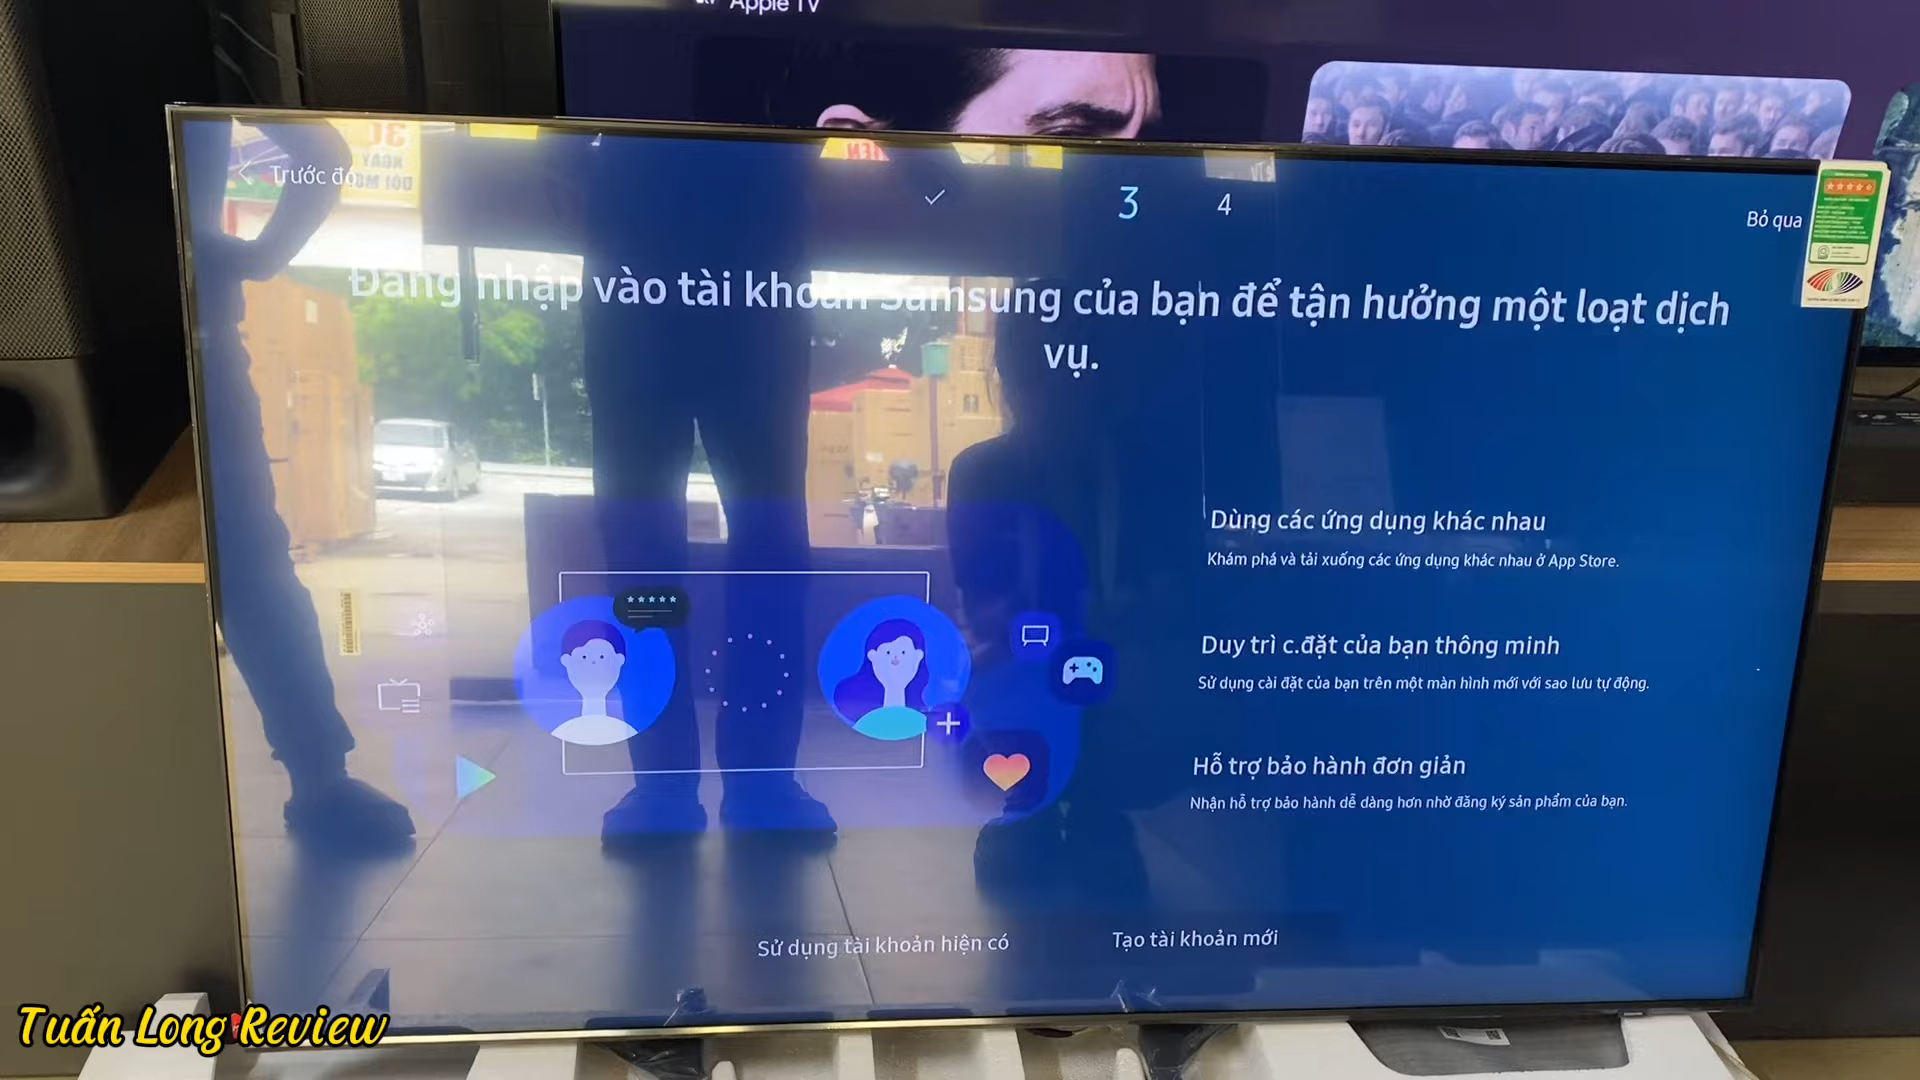 Apple TV
Trước đó
3
4
Bỏ qua
Đăng nhập vào tài khoản Samsung của bạn để tận hưởng một loạt dịch
vụ.
Dùng các ứng dụng khác nhau
Khám phá và tải xuống các ứng dụng khác nhau ở App Store.
Duy trì c.đặt của bạn thông minh
Sử dụng cài đặt của bạn trên một màn hình mới với sao lưu tự động.
Hỗ trợ bảo hành đơn giản
Nhận hỗ trợ bảo hành dễ dàng hơn nhờ đăng ký sản phẩm của bạn.
Sử dụng tài khoản hiện có
Tạo tài khoản mới
Tuấn Long Review